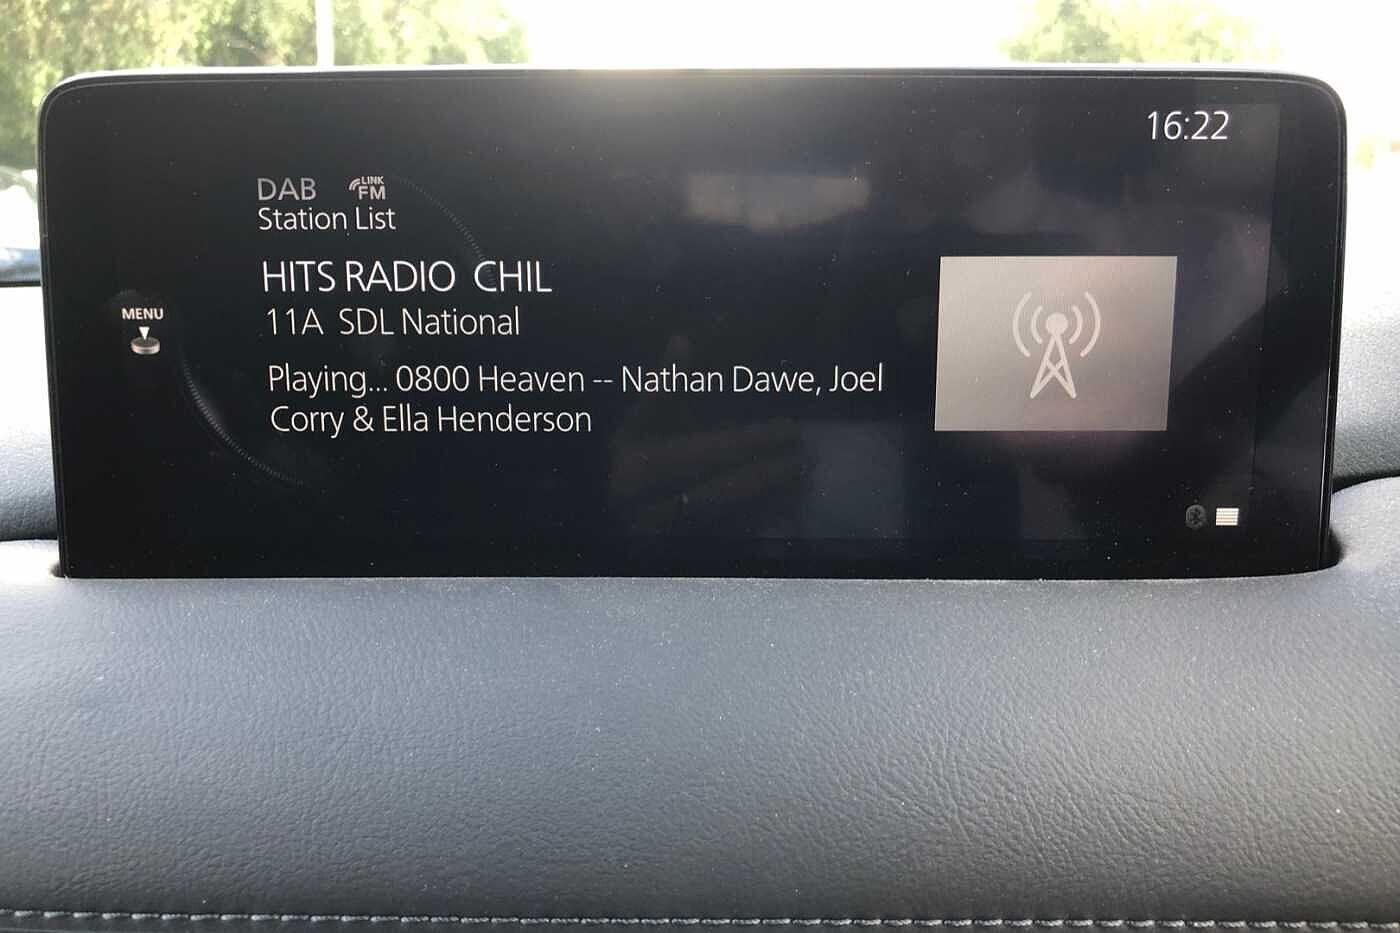 16:22
DAB LINK FM
Station List
HITS RADIO CHIL
11A SDL National
MENU
Playing... 0800 Heaven -- Nathan Dawe, Joel
Corry & Ella Henderson